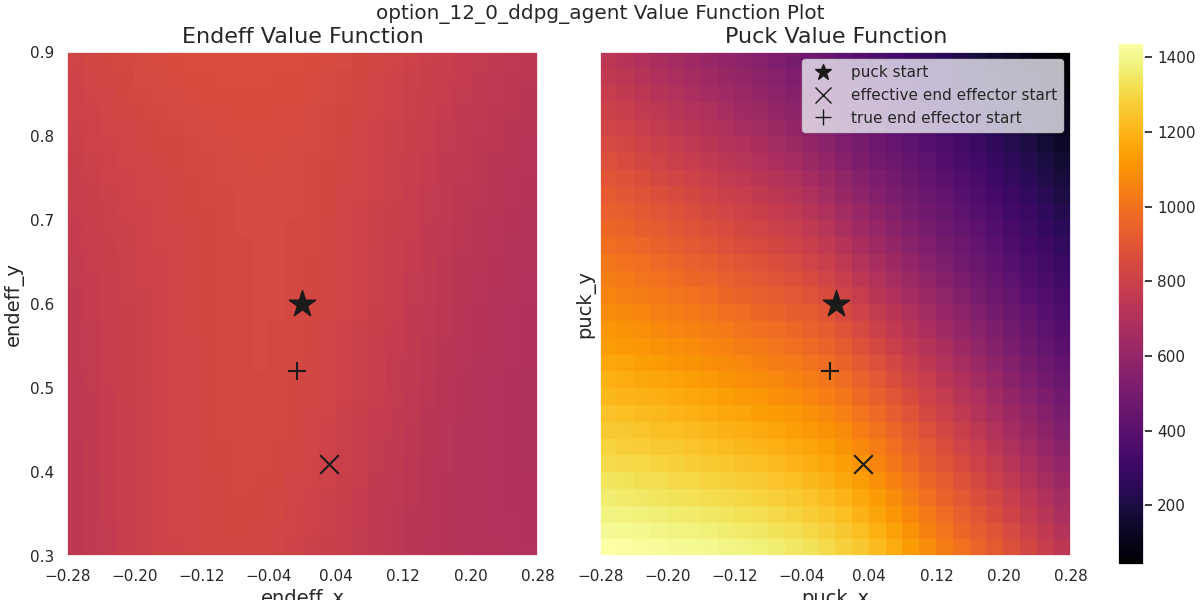 option_12_0_ddpg_agent Value Function Plot
Endeff Value Function
Puck Value Function
puck start
effective end effector start
true end effector start
0.9
0.8
0.7
0.6
0.5
0.4
0.3
endeff_y
−0.28 −0.20 −0.12 −0.04 0.04 0.12 0.20 0.28
endeff_x
puck_y
−0.28 −0.20 −0.12 −0.04 0.04 0.12 0.20 0.28
puck_x
1400
1200
1000
800
600
400
200